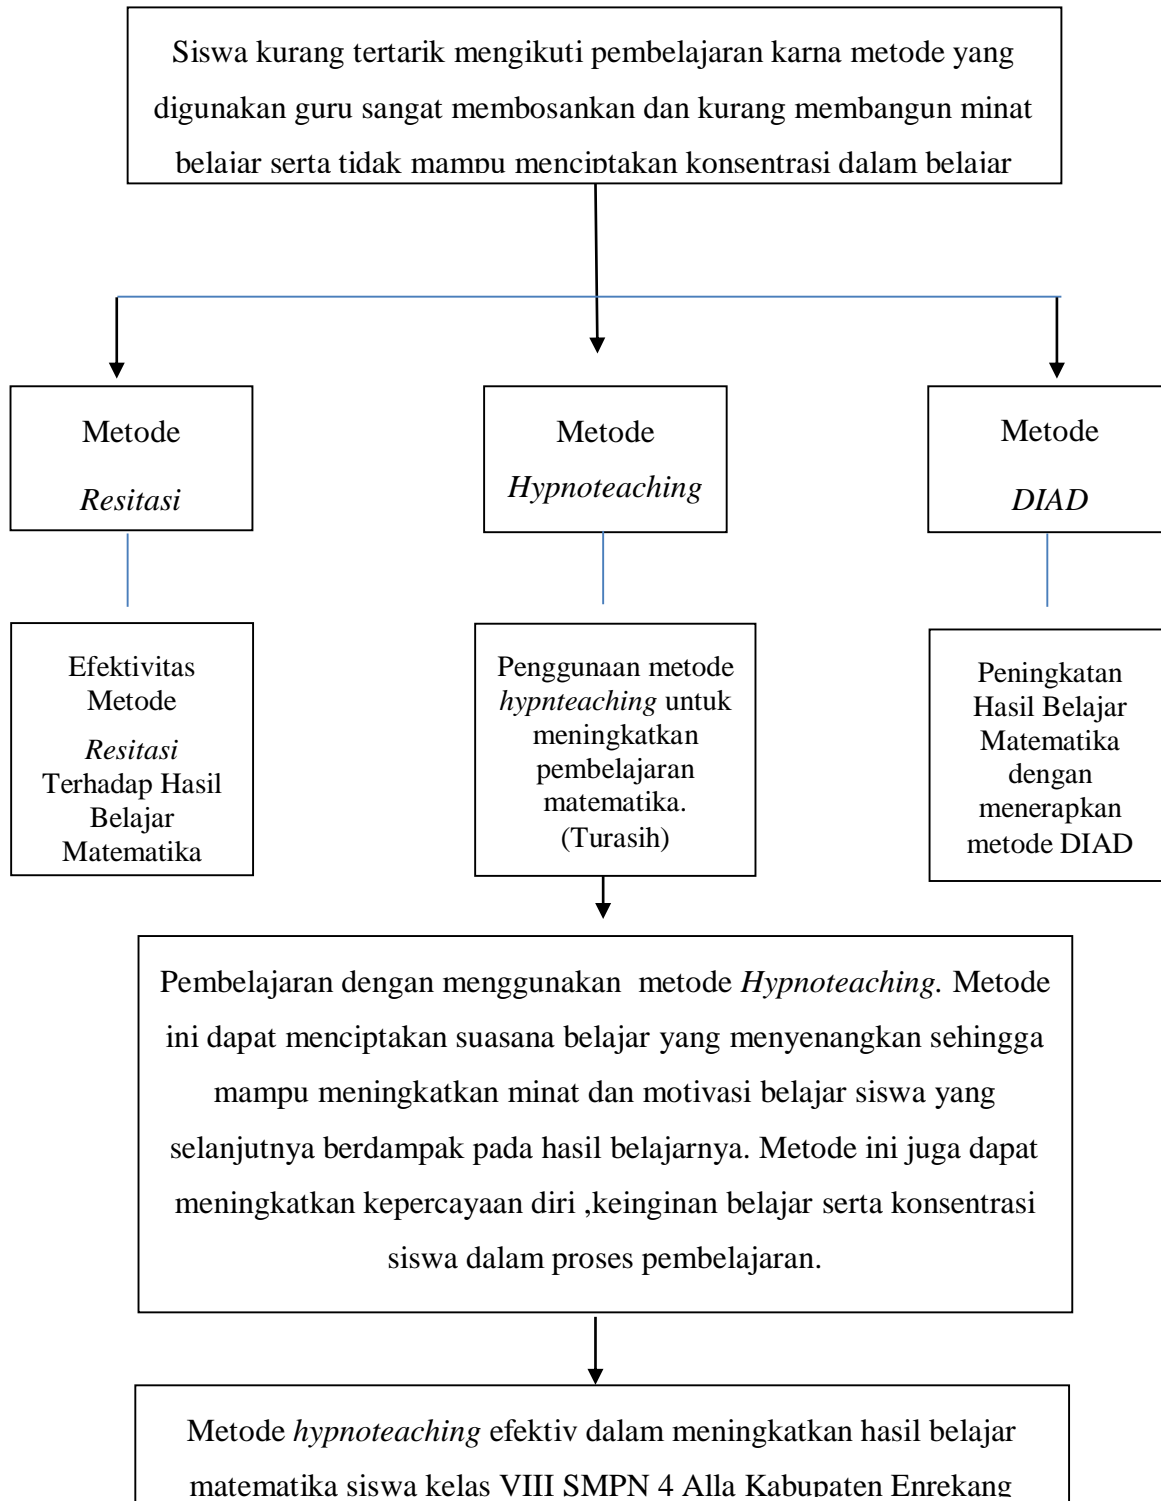 Siswa kurang tertarik mengikuti pembelajaran karna metode yang
digunakan guru sangat membosankan dan kurang membangun minat
belajar serta tidak mampu menciptakan konsentrasi dalam belajar
Metode
Resitasi
Metode
Hypnoteaching
Metode
DIAD
Efektivitas
Metode
Resitasi
Terhadap Hasil
Belajar
Matematika
Penggunaan metode
hypnteaching untuk
meningkatkan
pembelajaran
matematika.
(Turasih)
Peningkatan
Hasil Belajar
Matematika
dengan
menerapkan
metode DIAD
Pembelajaran dengan menggunakan  metode Hypnoteaching. Metode
ini dapat menciptakan suasana belajar yang menyenangkan sehingga
mampu meningkatkan minat dan motivasi belajar siswa yang
selanjutnya berdampak pada hasil belajarnya. Metode ini juga dapat
meningkatkan kepercayaan diri ,keinginan belajar serta konsentrasi
siswa dalam proses pembelajaran.
Metode hypnoteaching efektiv dalam meningkatkan hasil belajar
matematika siswa kelas VIII SMPN 4 Alla Kabupaten Enrekang